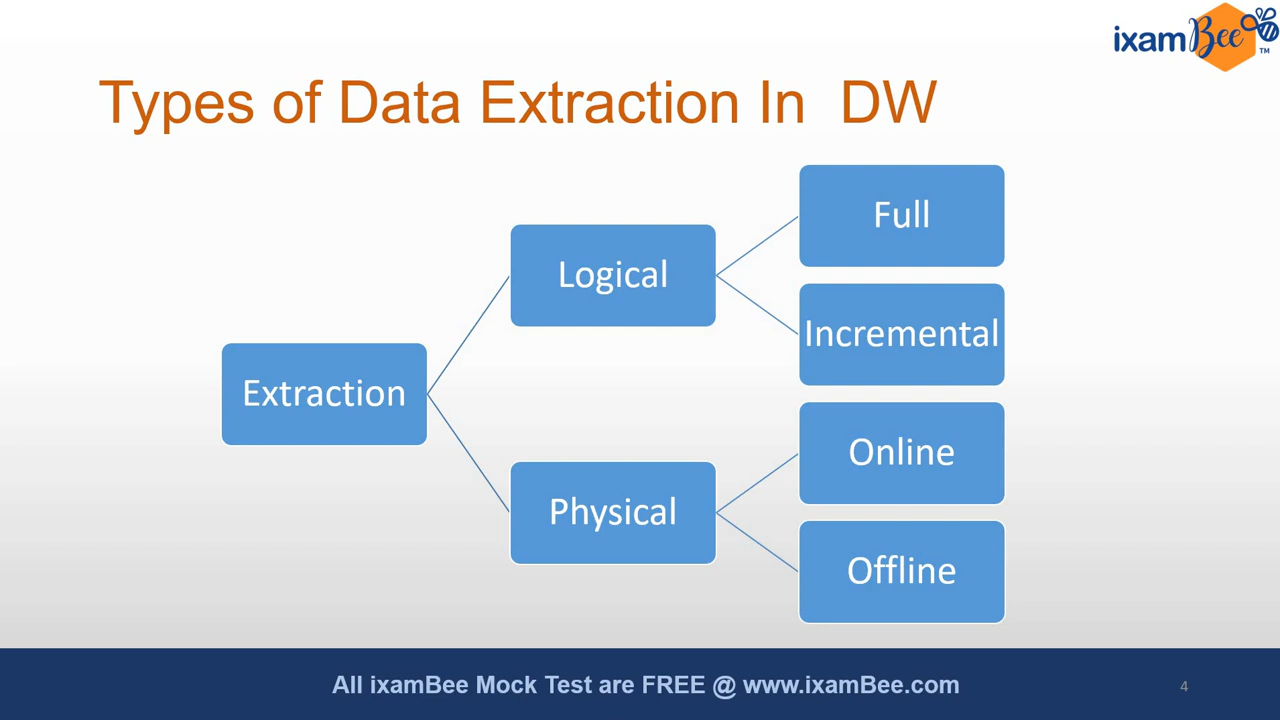 ixamBee TM
Types of Data Extraction In DW
Full
Logical
Incremental
Extraction
Online
Physical
Offline
All ixamBee Mock Test are FREE @ www.ixamBee.com
4